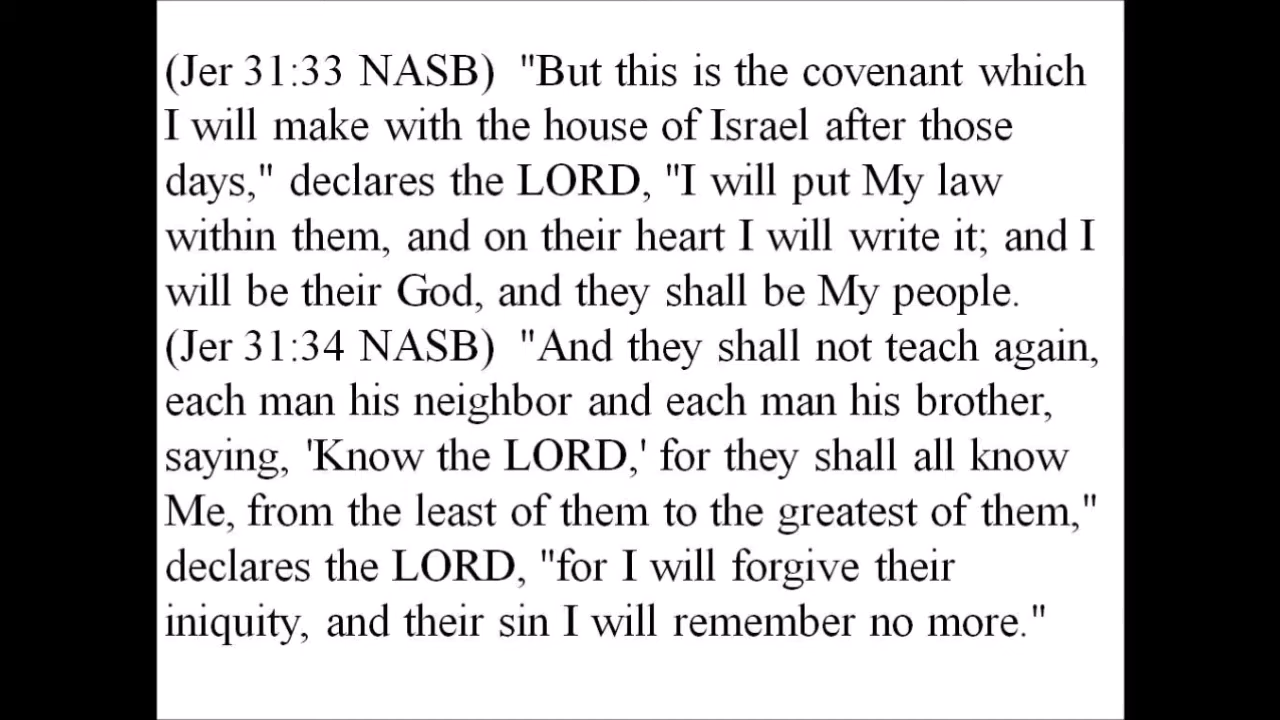 (Jer 31:33 NASB)  "But this is the covenant which
I will make with the house of Israel after those
days," declares the LORD, "I will put My law
within them, and on their heart I will write it; and I
will be their God, and they shall be My people.
(Jer 31:34 NASB)  "And they shall not teach again,
each man his neighbor and each man his brother,
saying, 'Know the LORD,' for they shall all know
Me, from the least of them to the greatest of them,"
declares the LORD, "for I will forgive their
iniquity, and their sin I will remember no more."